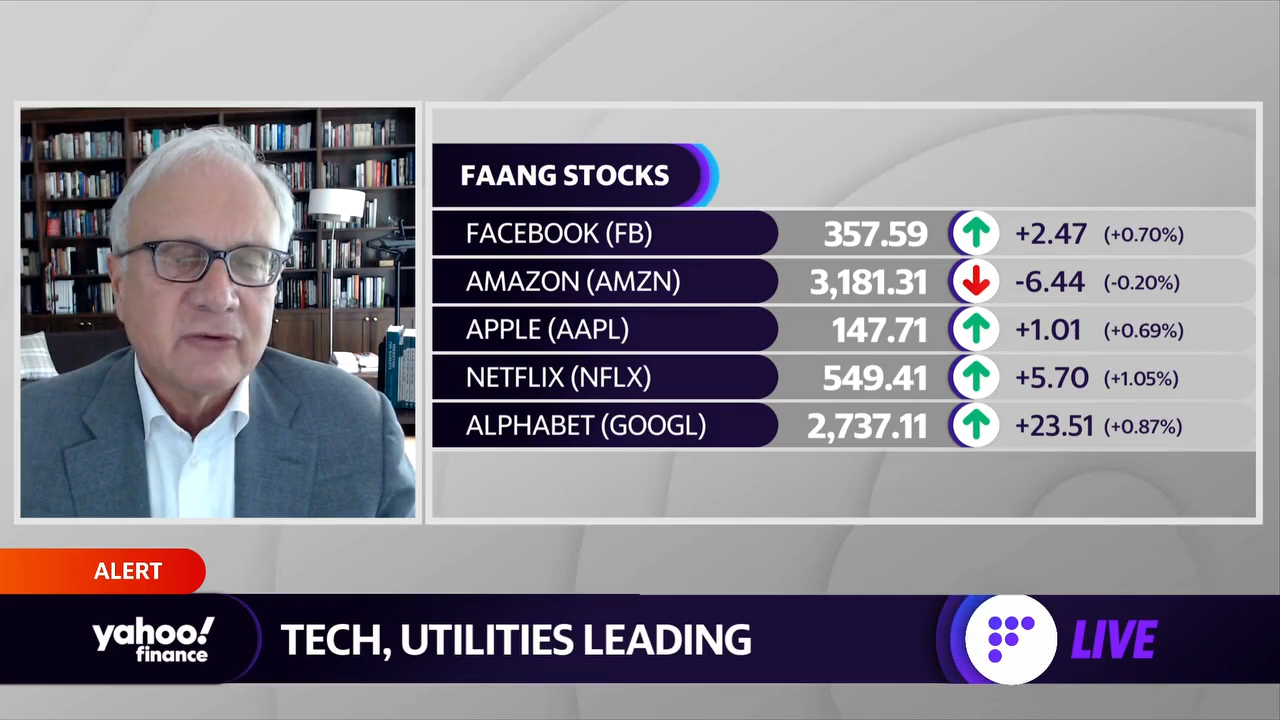 FAANG STOCKS
FACEBOOK (FB) 357.59 +2.47 (+0.70%)
AMAZON (AMZN) 3,181.31 -6.44 (-0.20%)
APPLE (AAPL) 147.71 +1.01 (+0.69%)
NETFLIX (NFLX) 549.41 +5.70 (+1.05%)
ALPHABET (GOOGL) 2,737.11 +23.51 (+0.87%)
ALERT
yahoo!
finance
TECH, UTILITIES LEADING
LIVE